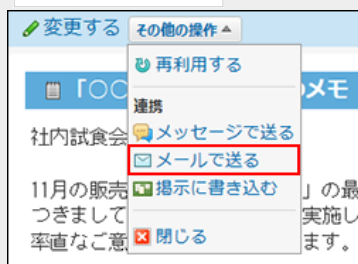 変更する その他の操作▲
再利用する
「〇〇 のメモ
連携
社内試食会 メッセージで送る
メールで送る
11月の販売 掲示に書き込む 」の最
つきまして 実施し
率直なご意 閉じる ます。